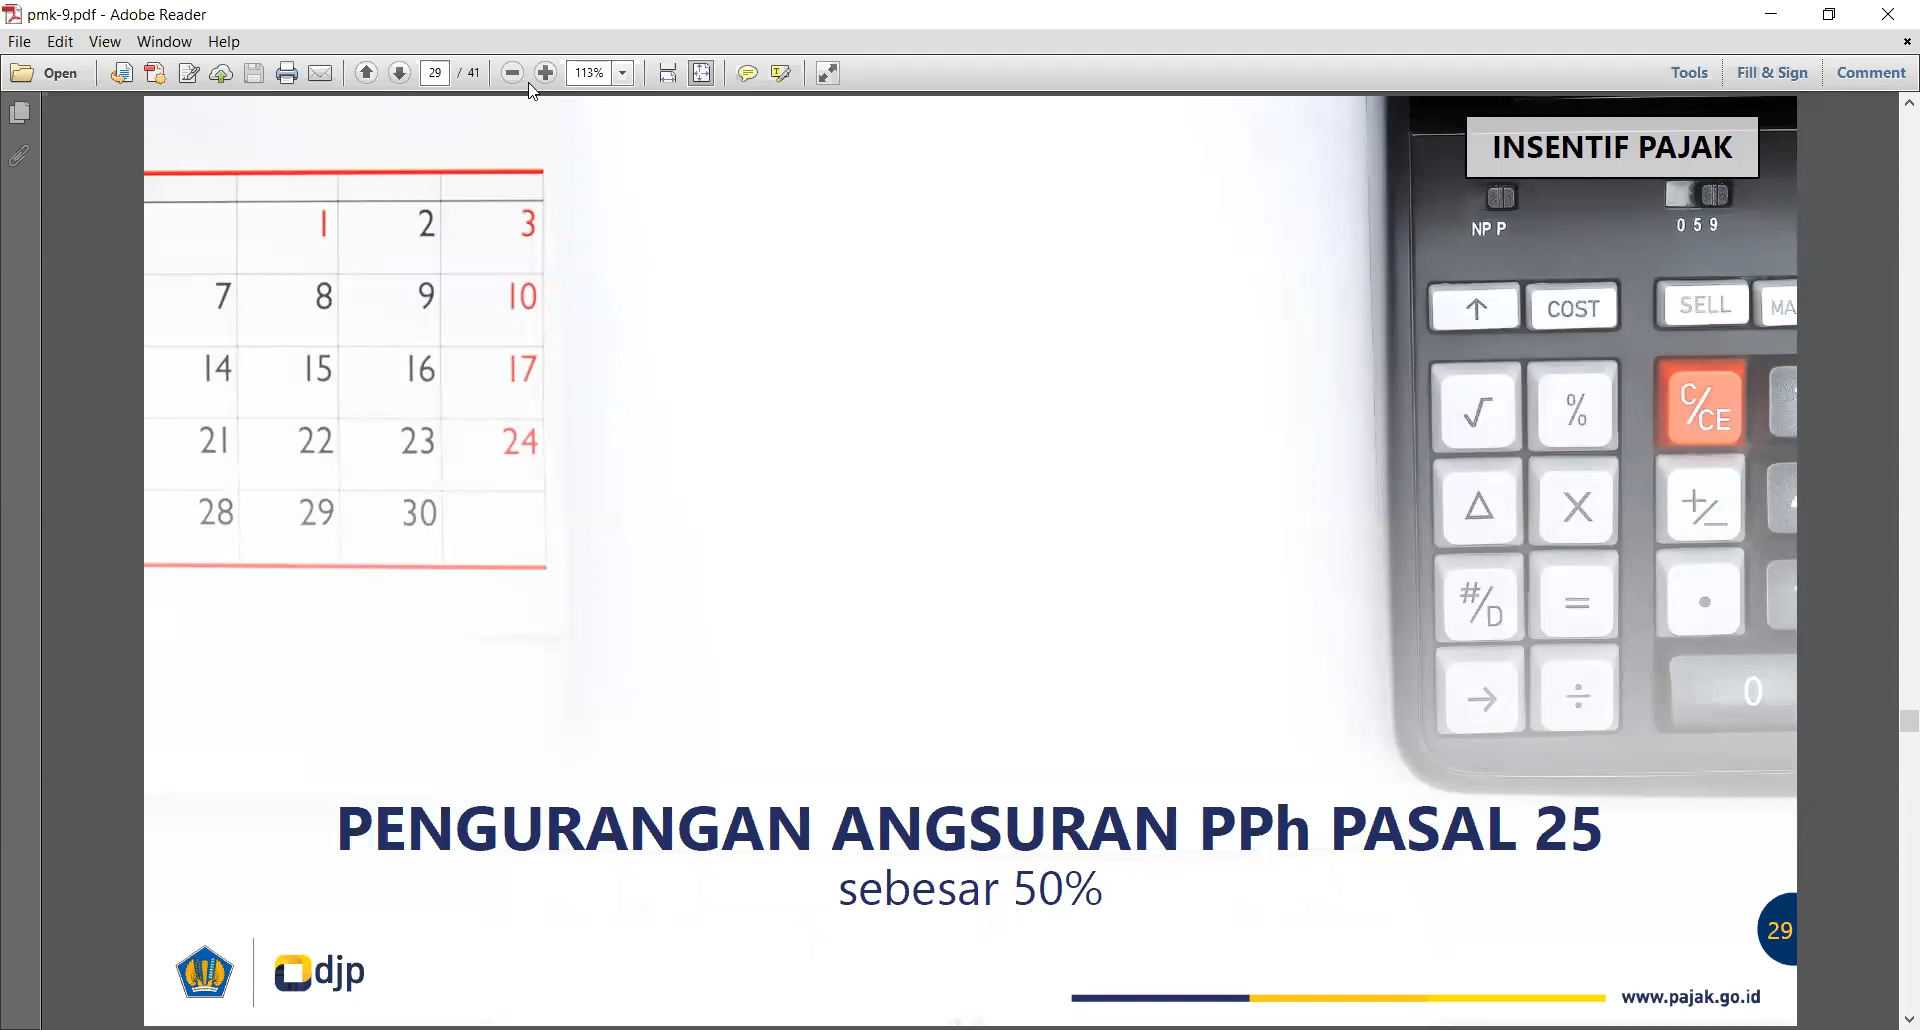 pmk-9.pdf - Adobe Reader
File Edit View Window Help
Open 29 / 41 113% Tools Fill & Sign Comment
INSENTIF PAJAK
NP P 0 5 9
1 2 3
7 8 9 10
14 15 16 17
21 22 23 24
28 29 30
↑ COST SELL MA
√ % C/CE
Δ X +/_
#/D = •
→ ÷ 0
PENGURANGAN ANGSURAN PPh PASAL 25
sebesar 50%
29
djp
www.pajak.go.id